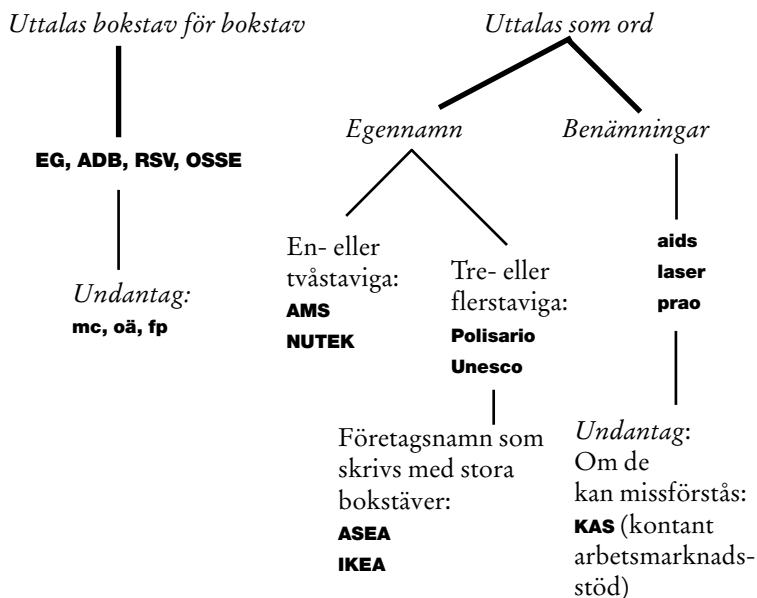 Uttalas bokstav för bokstav
EG, ADB, RSV, OSSE
Undantag:
mc, oä, fp
Uttalas som ord
Egennamn
En- eller
tvåstaviga:
AMS
NUTEK
Tre- eller
flerstaviga:
Polisario
Unesco
Företagsnamn som
skrivs med stora
bokstäver:
ASEA
IKEA
Benämningar
aids
laser
prao
Undantag:
Om de
kan missförstås:
KAS (kontant
arbetsmarknads-
stöd)